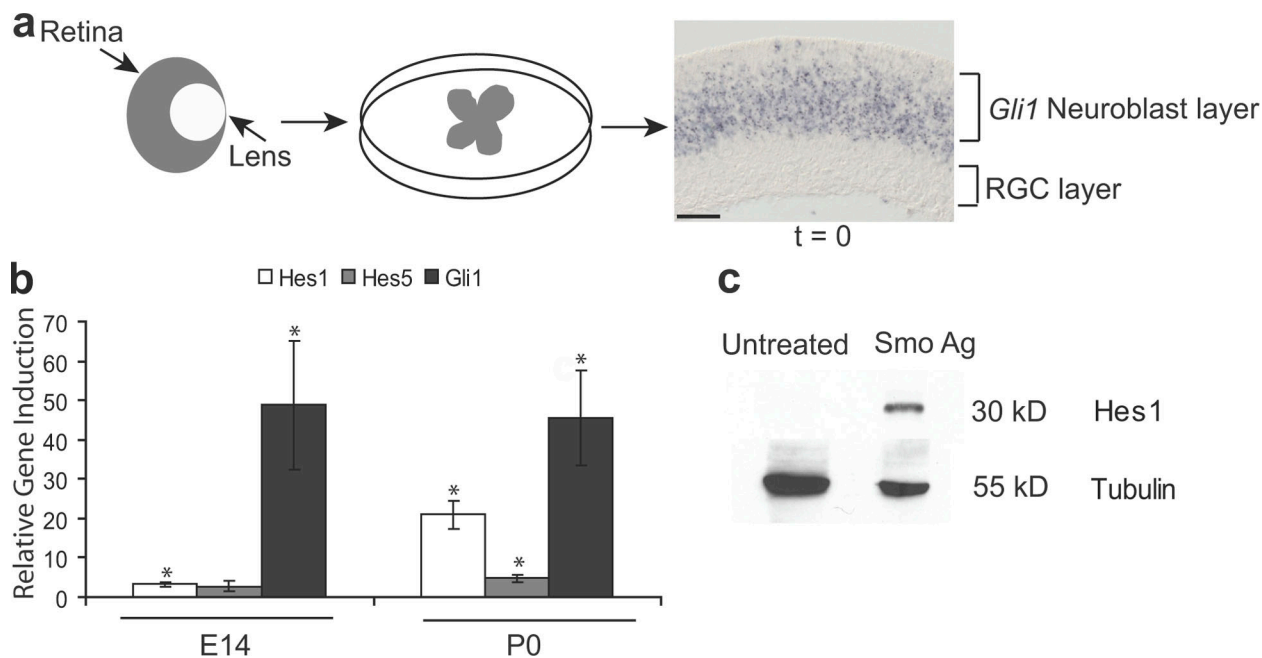 a
Retina
Lens
Gli1 Neuroblast layer
RGC layer
t = 0
b
Hes1 Hes5 Gli1
Relative Gene Induction
70
60
50
40
30
20
10
0
*
*
*
*
*
E14
P0
c
Untreated Smo Ag
30 kD Hes1
55 kD Tubulin